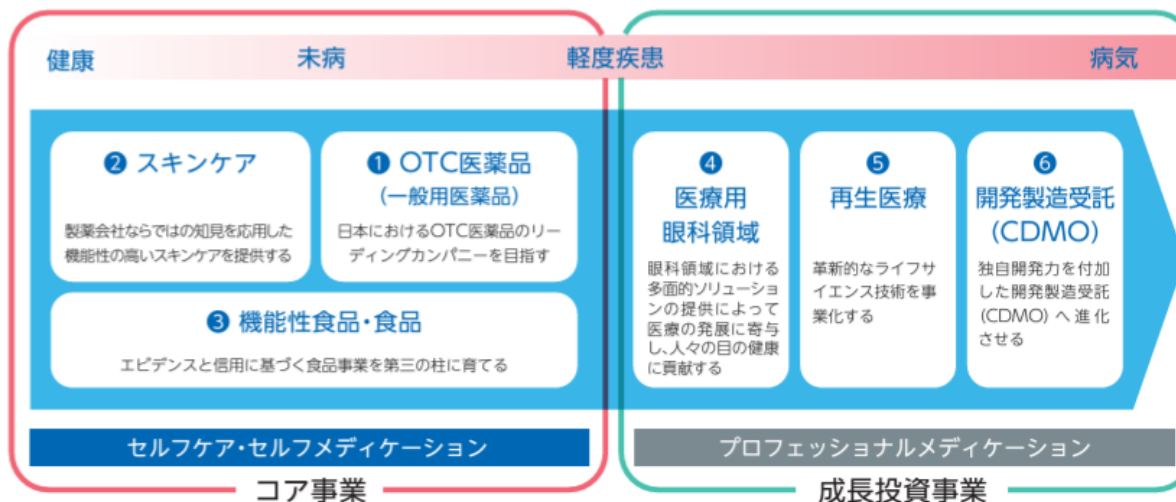 健康
未病
軽度疾患
病気
❷ スキンケア
製薬会社ならではの知見を応用した
機能性の高いスキンケアを提供する
❶ OTC医薬品
(一般用医薬品)
日本におけるOTC医薬品のリー
ディングカンパニーを目指す
❸ 機能性食品・食品
エビデンスと信用に基づく食品事業を第三の柱に育てる
❹
医療用
眼科領域
眼科領域における
多面的ソリューショ
ンの提供によって
医療の発展に寄与
し、人々の目の健康
に貢献する
❺
再生医療
革新的なライフサ
イエンス技術を事
業化する
❻
開発製造受託
(CDMO)
独自開発力を付加
した開発製造受託
(CDMO)へ進化
させる
セルフケア・セルフメディケーション
プロフェッショナルメディケーション
コア事業
成長投資事業